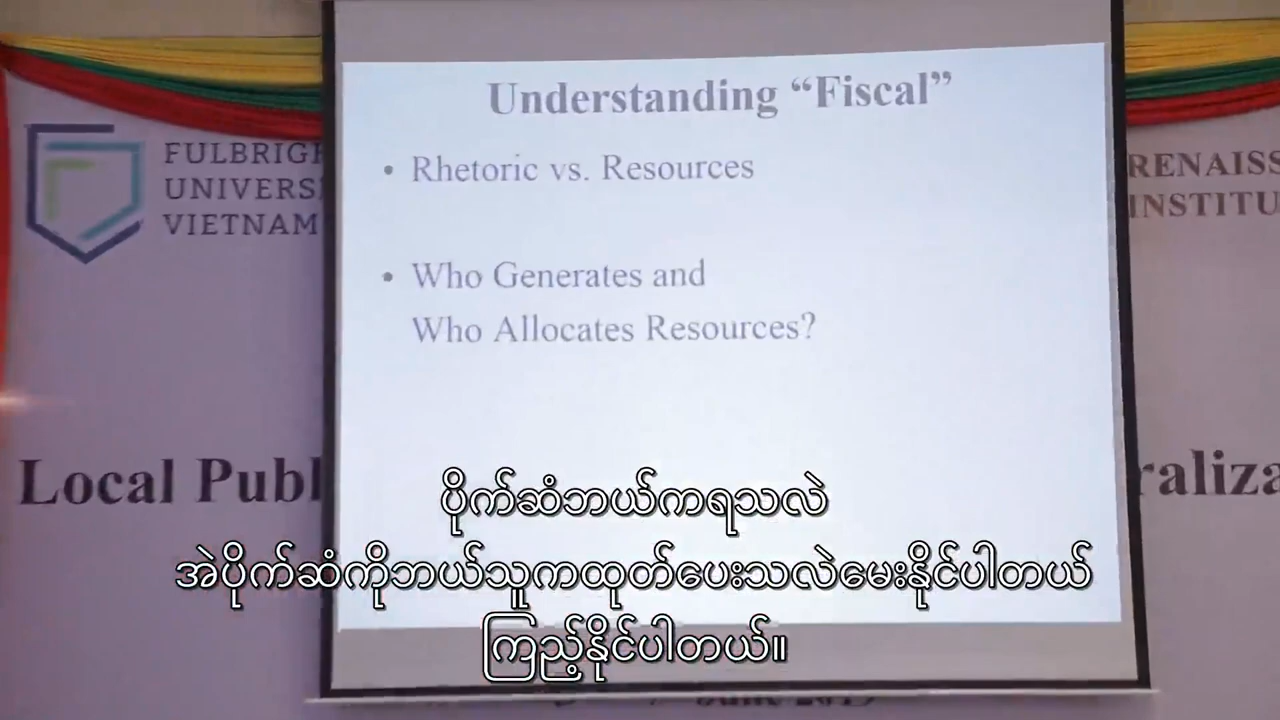 Understanding “Fiscal”
• Rhetoric vs. Resources
• Who Generates and
Who Allocates Resources?
FULBRIGH
UNIVERSI
VIETNAM
RENAISS
INSTITU
Local Publ
raliza
ပိုက်ဆံဘယ်ကရသလဲ
အဲပိုက်ဆံကိုဘယ်သူကထုတ်ပေးသလဲမေးနိုင်ပါတယ်
ကြည့်နိုင်ပါတယ်။